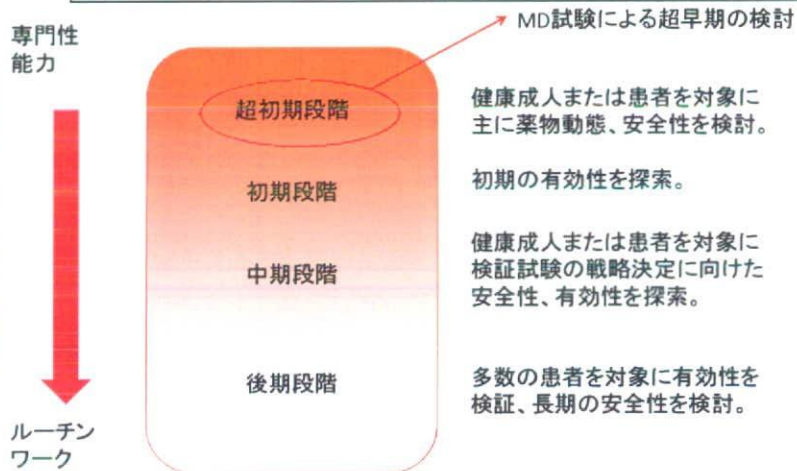 MD試験による超早期の検討
専門性
能力
超初期段階
健康成人または患者を対象に
主に薬物動態、安全性を検討。
初期段階
初期の有効性を探索。
中期段階
健康成人または患者を対象に
検証試験の戦略決定に向けた
安全性、有効性を探索。
後期段階
多数の患者を対象に有効性を
検証、長期の安全性を検討。
ルーチン
ワーク